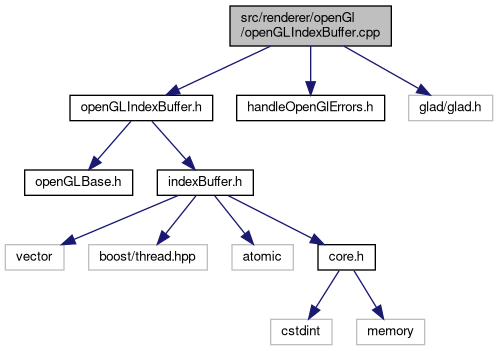 src/renderer/openGl
/openGLIndexBuffer.cpp
openGLIndexBuffer.h
handleOpenGlErrors.h
glad/glad.h
openGLBase.h
indexBuffer.h
vector
boost/thread.hpp
atomic
core.h
cstdint
memory